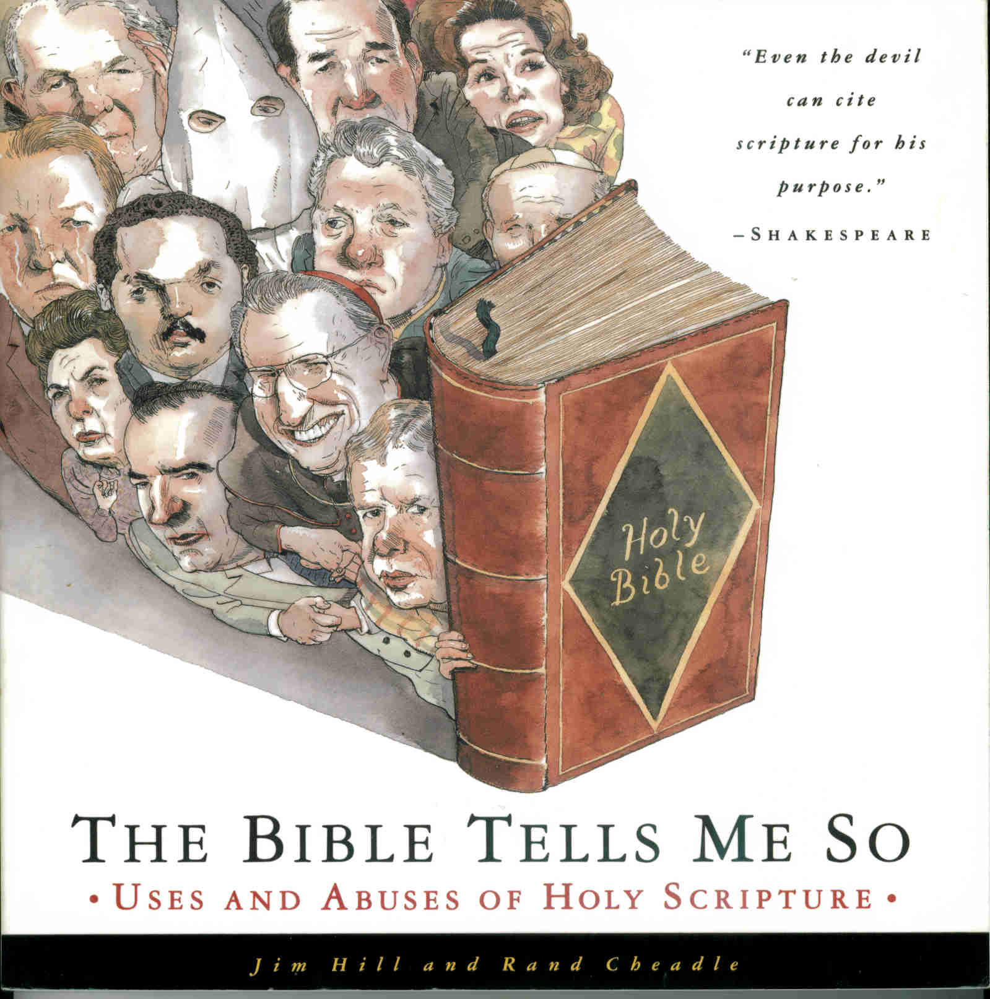 “Even the devil
can cite
scripture for his
purpose.”
–SHAKESPEARE
Holy
Bible
THE BIBLE TELLS ME SO
• USES AND ABUSES OF HOLY SCRIPTURE •
Jim Hill and Rand Cheadle